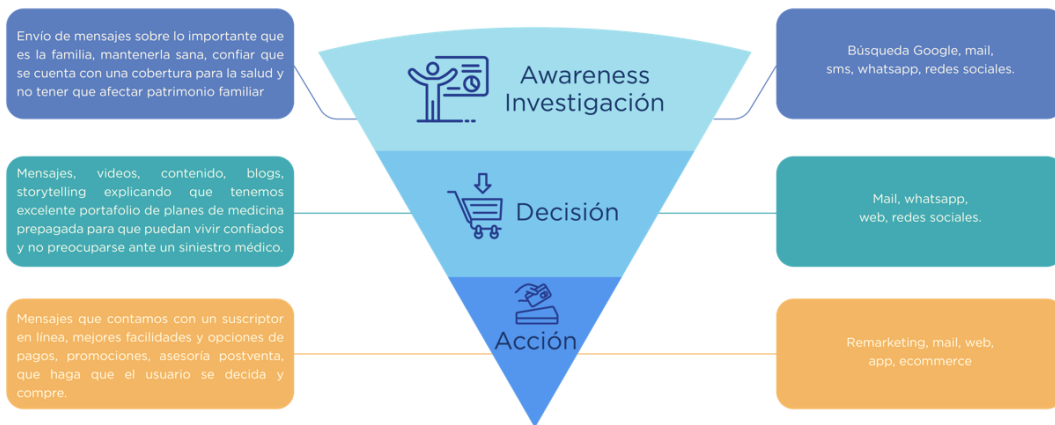 Envío de mensajes sobre lo importante que
es la familia, mantenerla sana, confiar que
se cuenta con una cobertura para la salud y
no tener que afectar patrimonio familiar
Awareness
Investigación
Búsqueda Google, mail,
sms, whatsapp, redes sociales.
Mensajes, videos, contenido, blogs,
storytelling explicando que tenemos
excelente portafolio de planes de medicina
prepagada para que puedan vivir confiados
y no preocuparse ante un siniestro médico.
Decisión
Mail, whatsapp,
web, redes sociales.
Mensajes que contamos con un suscriptor
en línea, mejores facilidades y opciones de
pagos, promociones, asesoría postventa,
que haga que el usuario se decida y
compre.
Acción
Remarketing, mail, web,
app, ecommerce